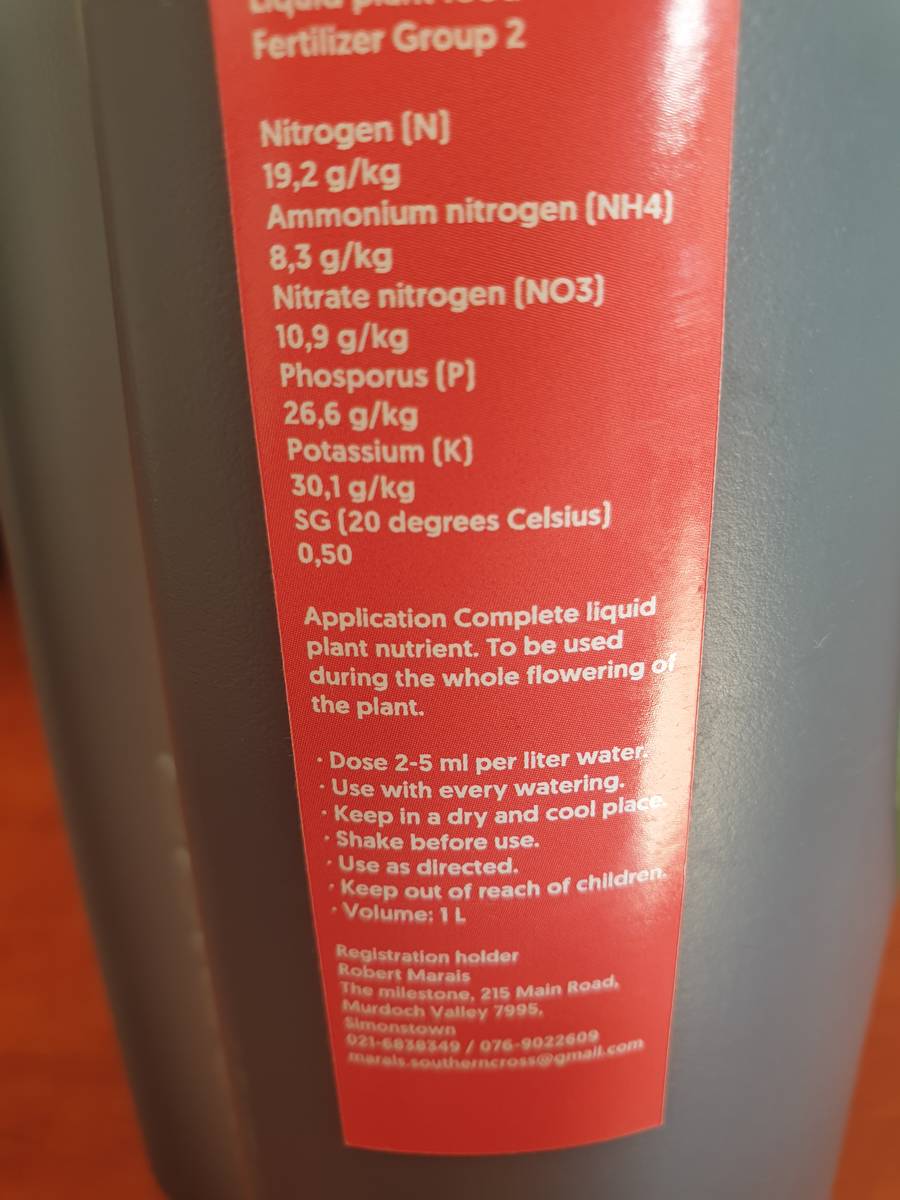 Liquid plant food
Fertilizer Group 2
Nitrogen (N)
19,2 g/kg
Ammonium nitrogen (NH4)
8,3 g/kg
Nitrate nitrogen (NO3)
10,9 g/kg
Phosporus (P)
26,6 g/kg
Potassium (K)
30,1 g/kg
SG (20 degrees Celsius)
0,50
Application Complete liquid
plant nutrient. To be used
during the whole flowering of
the plant.
· Dose 2-5 ml per liter water.
· Use with every watering.
· Keep in a dry and cool place.
· Shake before use.
· Use as directed.
· Keep out of reach of children.
· Volume: 1 L
Registration holder
Robert Marais
The milestone, 215 Main Road,
Murdoch Valley 7995,
Simonstown
021-6838349 / 076-9022609
marais.southerncross@gmail.com